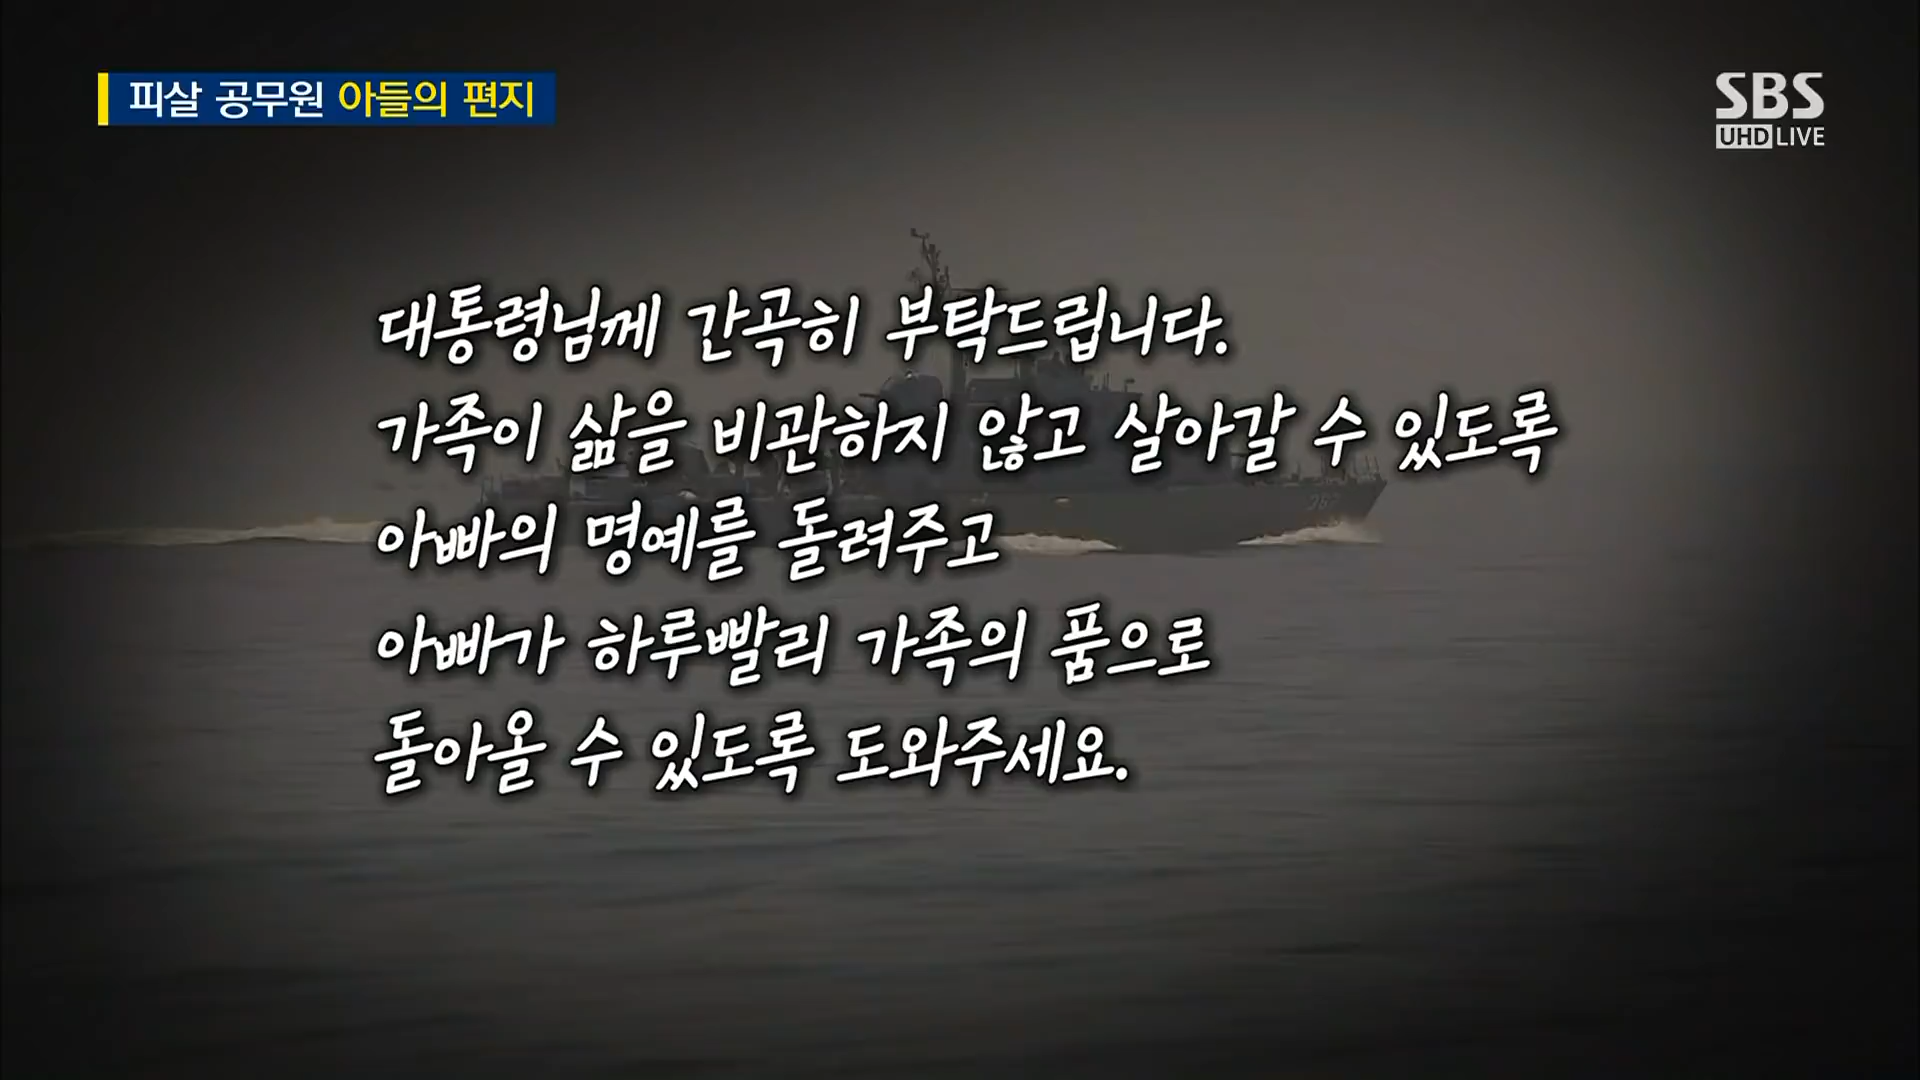 피살 공무원 아들의 편지
SBS
UHD LIVE
대통령님께 간곡히 부탁드립니다.
가족이 삶을 비관하지 않고 살아갈 수 있도록
아빠의 명예를 돌려주고
아빠가 하루빨리 가족의 품으로
돌아올 수 있도록 도와주세요.